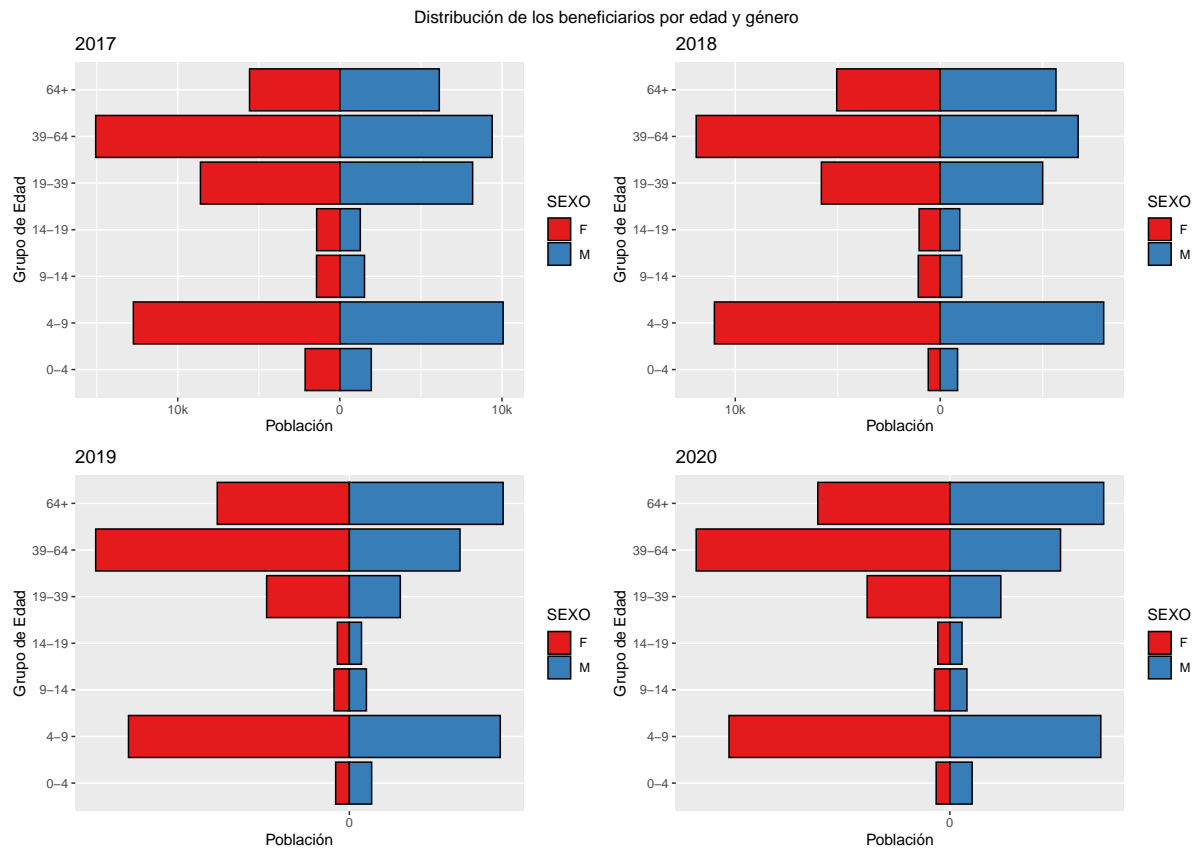 Distribución de los beneficiarios por edad y género
2017
Grupo de Edad
64+
39−64
19−39
14−19
9−14
4−9
0−4
10k 0 10k
Población
SEXO
F
M
2018
Grupo de Edad
64+
39−64
19−39
14−19
9−14
4−9
0−4
10k 0
Población
SEXO
F
M
2019
Grupo de Edad
64+
39−64
19−39
14−19
9−14
4−9
0−4
0
Población
SEXO
F
M
2020
Grupo de Edad
64+
39−64
19−39
14−19
9−14
4−9
0−4
0
Población
SEXO
F
M